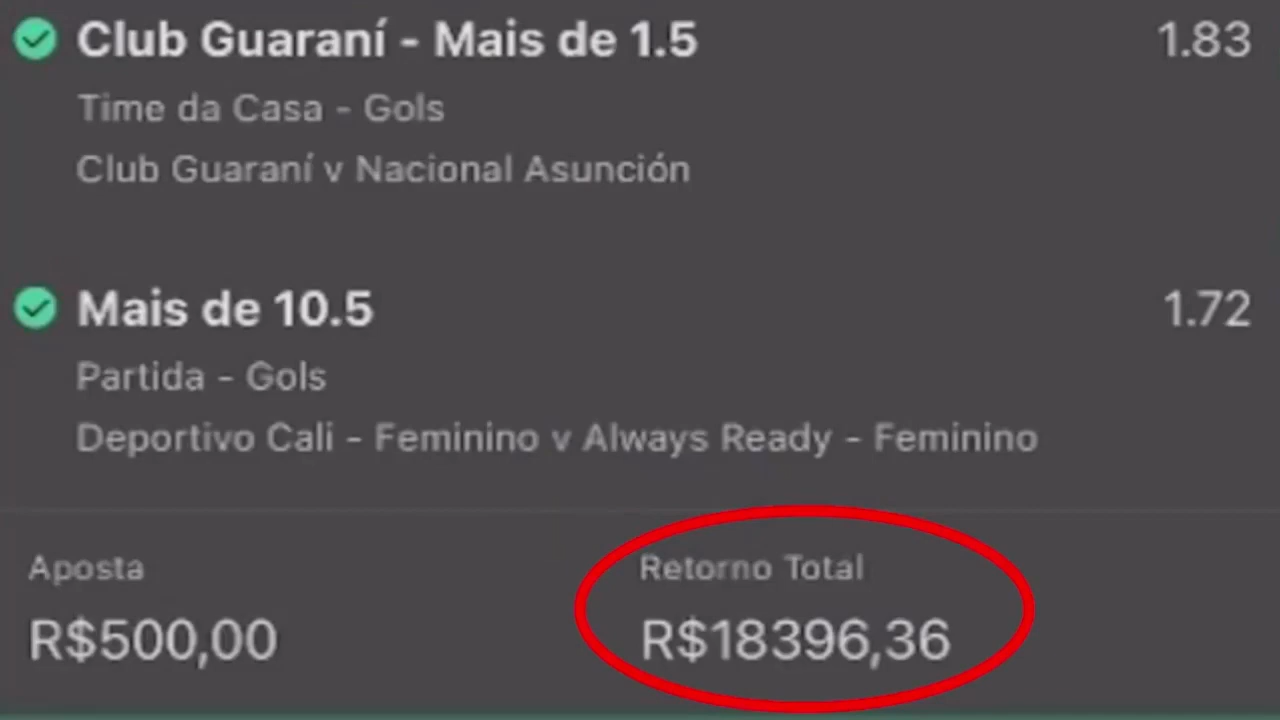 Club Guaraní - Mais de 1.5
1.83
Time da Casa - Gols
Club Guaraní v Nacional Asunción
Mais de 10.5
1.72
Partida - Gols
Deportivo Cali - Feminino v Always Ready - Feminino
Aposta
Retorno Total
R$500,00
R$18396,36